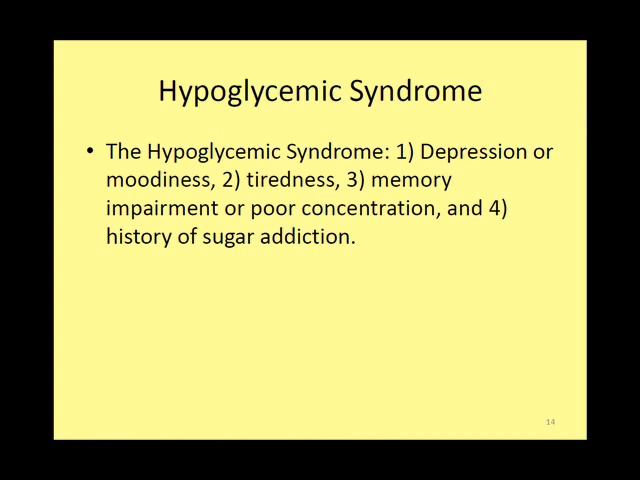 Hypoglycemic Syndrome
• The Hypoglycemic Syndrome: 1) Depression or
moodiness, 2) tiredness, 3) memory
impairment or poor concentration, and 4)
history of sugar addiction.
14